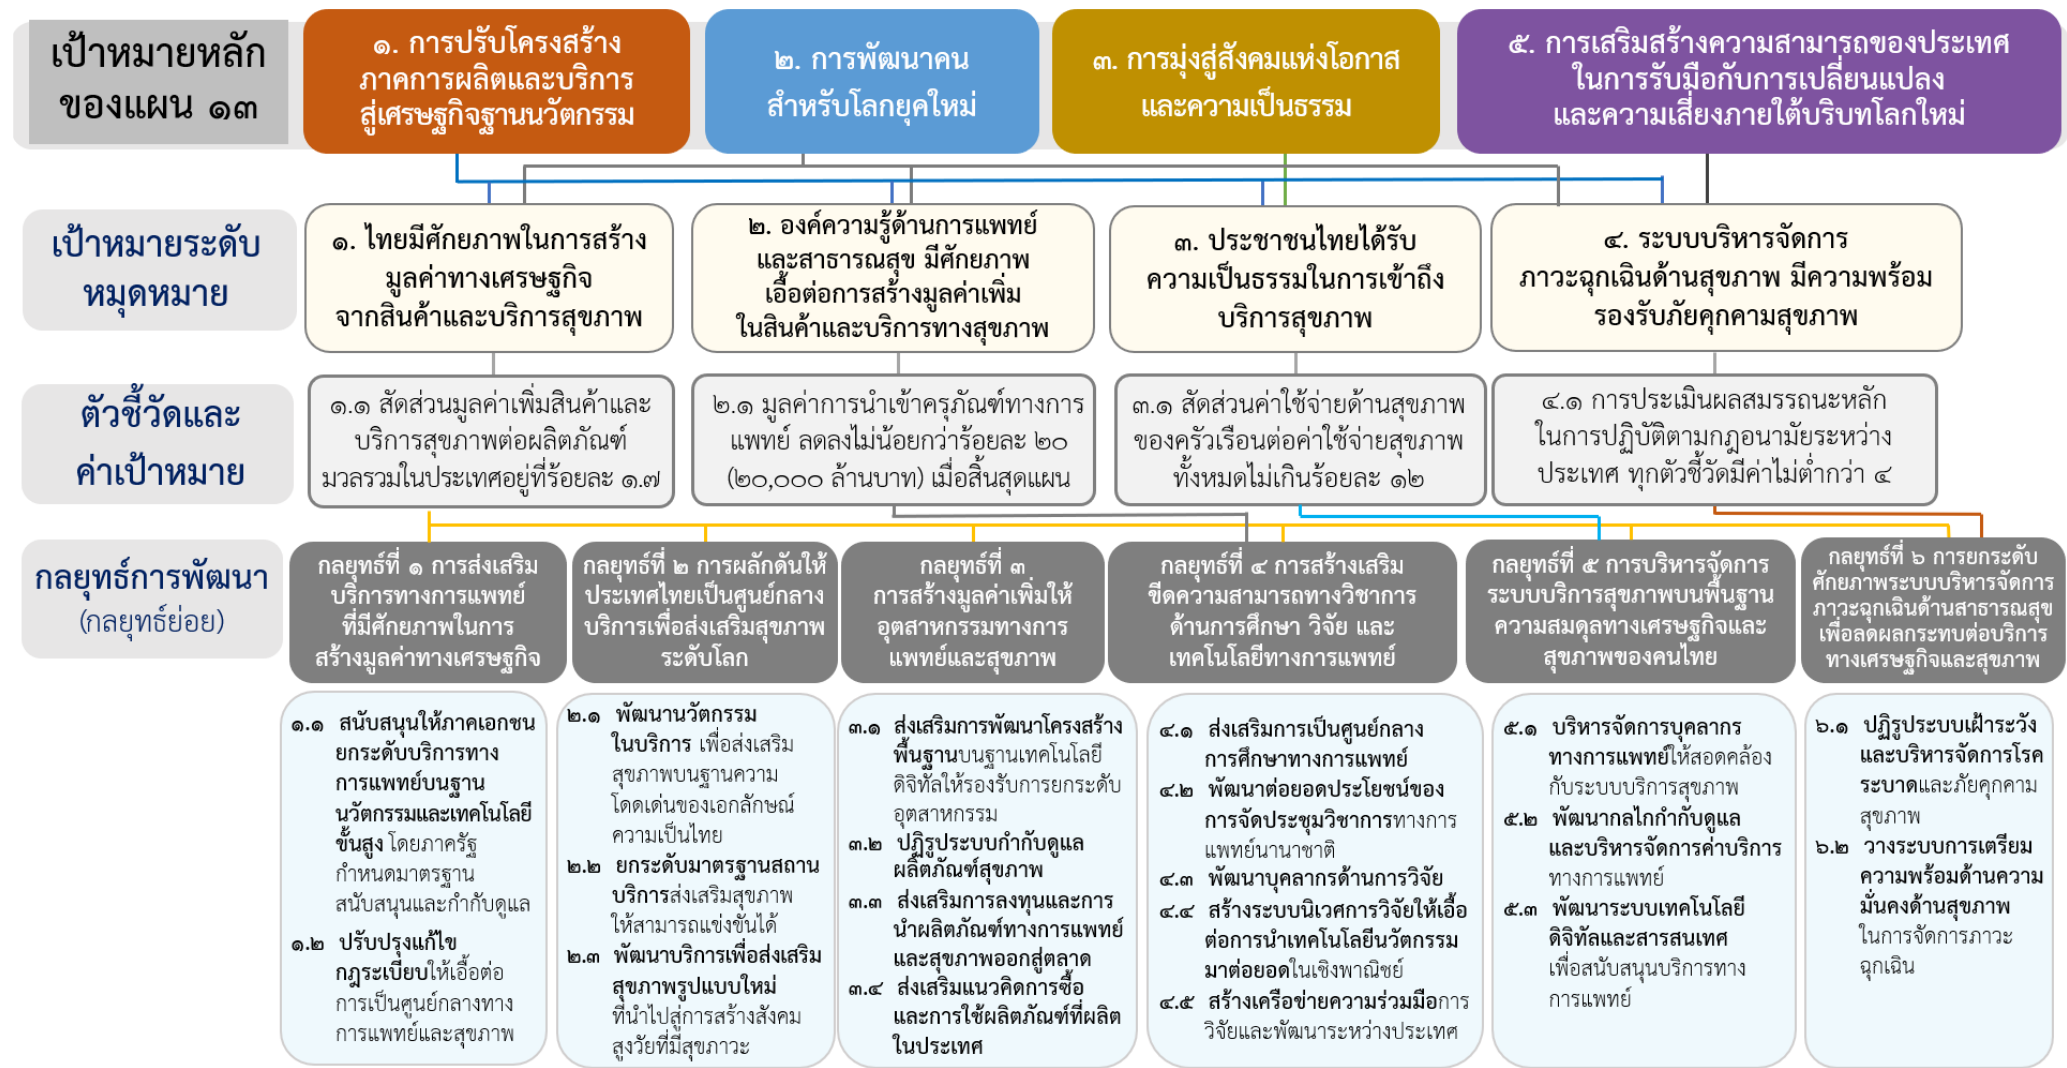 เป้าหมายหลัก
ของแผน ๑๓
๑. การปรับโครงสร้าง
ภาคการผลิตและบริการ
สู่เศรษฐกิจฐานนวัตกรรม
๒. การพัฒนาคน
สำหรับโลกยุคใหม่
๓. การมุ่งสู่สังคมแห่งโอกาส
และความเป็นธรรม
๕. การเสริมสร้างความสามารถของประเทศ
ในการรับมือกับการเปลี่ยนแปลง
และความเสี่ยงภายใต้บริบทโลกใหม่
เป้าหมายระดับ
หมุดหมาย
๑. ไทยมีศักยภาพในการสร้าง
มูลค่าทางเศรษฐกิจ
จากสินค้าและบริการสุขภาพ
๒. องค์ความรู้ด้านการแพทย์
และสาธารณสุข มีศักยภาพ
เอื้อต่อการสร้างมูลค่าเพิ่ม
ในสินค้าและบริการทางสุขภาพ
๓. ประชาชนไทยได้รับ
ความเป็นธรรมในการเข้าถึง
บริการสุขภาพ
๔. ระบบบริหารจัดการ
ภาวะฉุกเฉินด้านสุขภาพ มีความพร้อม
รองรับภัยคุกคามสุขภาพ
ตัวชี้วัดและ
ค่าเป้าหมาย
๑.๑ สัดส่วนมูลค่าเพิ่มสินค้าและ
บริการสุขภาพต่อผลิตภัณฑ์
มวลรวมในประเทศอยู่ที่ร้อยละ ๑.๗
๒.๑ มูลค่าการนำเข้าครุภัณฑ์ทางการ
แพทย์ ลดลงไม่น้อยกว่าร้อยละ ๒๐
(๒๐,๐๐๐ ล้านบาท) เมื่อสิ้นสุดแผน
๓.๑ สัดส่วนค่าใช้จ่ายด้านสุขภาพ
ของครัวเรือนต่อค่าใช้จ่ายสุขภาพ
ทั้งหมดไม่เกินร้อยละ ๑๒
๔.๑ การประเมินผลสมรรถนะหลัก
ในการปฏิบัติตามกฎอนามัยระหว่าง
ประเทศ ทุกตัวชี้วัดมีค่าไม่ต่ำกว่า ๔
กลยุทธ์การพัฒนา
(กลยุทธ์ย่อย)
กลยุทธ์ที่ ๑ การส่งเสริม
บริการทางการแพทย์
ที่มีศักยภาพในการ
สร้างมูลค่าทางเศรษฐกิจ
กลยุทธ์ที่ ๒ การผลักดันให้
ประเทศไทยเป็นศูนย์กลาง
บริการเพื่อส่งเสริมสุขภาพ
ระดับโลก
กลยุทธ์ที่ ๓
การสร้างมูลค่าเพิ่มให้
อุตสาหกรรมทางการ
แพทย์และสุขภาพ
กลยุทธ์ที่ ๔ การสร้างเสริม
ขีดความสามารถทางวิชาการ
ด้านการศึกษา วิจัย และ
เทคโนโลยีทางการแพทย์
กลยุทธ์ที่ ๕ การบริหารจัดการ
ระบบบริการสุขภาพบนพื้นฐาน
ความสมดุลทางเศรษฐกิจและ
สุขภาพของคนไทย
กลยุทธ์ที่ ๖ การยกระดับ
ศักยภาพระบบบริหารจัดการ
ภาวะฉุกเฉินด้านสาธารณสุข
เพื่อลดผลกระทบต่อบริการ
ทางเศรษฐกิจและสุขภาพ
๑.๑ สนับสนุนให้ภาคเอกชน
ยกระดับบริการทาง
การแพทย์บนฐาน
นวัตกรรมและเทคโนโลยี
ขั้นสูง โดยภาครัฐ
กำหนดมาตรฐาน
สนับสนุนและกำกับดูแล
๑.๒ ปรับปรุงแก้ไข
กฎระเบียบให้เอื้อต่อ
การเป็นศูนย์กลางทาง
การแพทย์และสุขภาพ
๒.๑ พัฒนานวัตกรรม
ในบริการ เพื่อส่งเสริม
สุขภาพบนฐานความ
โดดเด่นของเอกลักษณ์
ความเป็นไทย
๒.๒ ยกระดับมาตรฐานสถาน
บริการส่งเสริมสุขภาพ
ให้สามารถแข่งขันได้
๒.๓ พัฒนาบริการเพื่อส่งเสริม
สุขภาพรูปแบบใหม่
ที่นำไปสู่การสร้างสังคม
สูงวัยที่มีสุขภาวะ
๓.๑ ส่งเสริมการพัฒนาโครงสร้าง
พื้นฐานบนฐานเทคโนโลยี
ดิจิทัลให้รองรับการยกระดับ
อุตสาหกรรม
๓.๒ ปฏิรูประบบกำกับดูแล
ผลิตภัณฑ์สุขภาพ
๓.๓ ส่งเสริมการลงทุนและการ
นำผลิตภัณฑ์ทางการแพทย์
และสุขภาพออกสู่ตลาด
๓.๔ ส่งเสริมแนวคิดการซื้อ
และการใช้ผลิตภัณฑ์ที่ผลิต
ในประเทศ
๔.๑ ส่งเสริมการเป็นศูนย์กลาง
การศึกษาทางการแพทย์
๔.๒ พัฒนาต่อยอดประโยชน์ของ
การจัดประชุมวิชาการทางการ
แพทย์นานาชาติ
๔.๓ พัฒนาบุคลากรด้านการวิจัย
๔.๔ สร้างระบบนิเวศการวิจัยให้เอื้อ
ต่อการนำเทคโนโลยีนวัตกรรม
มาต่อยอดในเชิงพาณิชย์
๔.๕ สร้างเครือข่ายความร่วมมือการ
วิจัยและพัฒนาระหว่างประเทศ
๕.๑ บริหารจัดการบุคลากร
ทางการแพทย์ให้สอดคล้อง
กับระบบบริการสุขภาพ
๕.๒ พัฒนากลไกกำกับดูแล
และบริหารจัดการค่าบริการ
ทางการแพทย์
๕.๓ พัฒนาระบบเทคโนโลยี
ดิจิทัลและสารสนเทศ
เพื่อสนับสนุนบริการทาง
การแพทย์
๖.๑ ปฏิรูประบบเฝ้าระวัง
และบริหารจัดการโรค
ระบาดและภัยคุกคาม
สุขภาพ
๖.๒ วางระบบการเตรียม
ความพร้อมด้านความ
มั่นคงด้านสุขภาพ
ในการจัดการภาวะ
ฉุกเฉิน